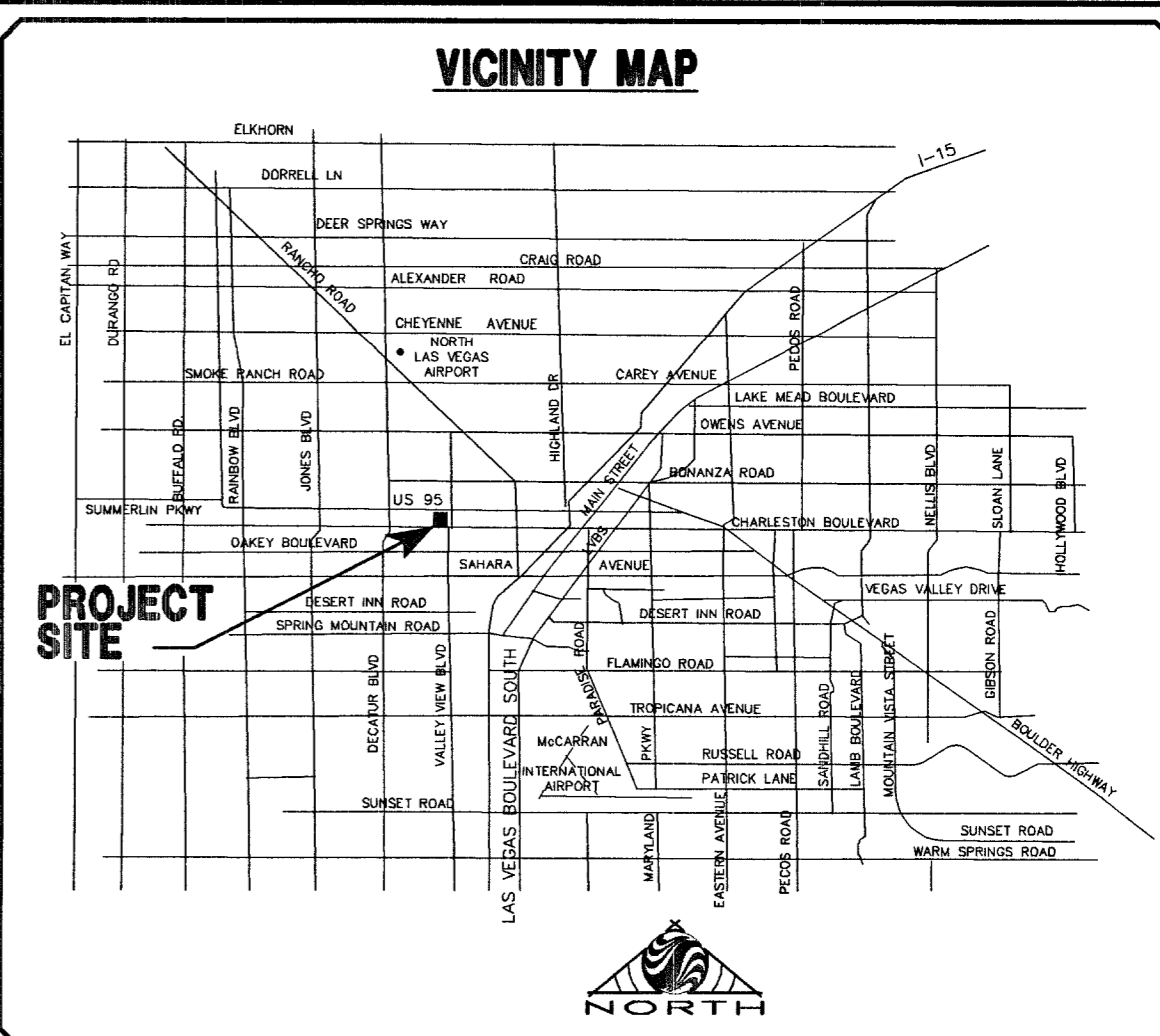 VICINITY MAP
ELKHORN
I-15
DORRELL LN
DEER SPRINGS WAY
EL CAPITAN WAY
DURANGO RD
RANCHO ROAD
CRAIG ROAD
ALEXANDER ROAD
PECOS ROAD
CHEYENNE AVENUE
NORTH
LAS VEGAS
AIRPORT
SMOKE RANCH ROAD
HIGHLAND DR
CAREY AVENUE
LAKE MEAD BOULEVARD
OWENS AVENUE
BUFFALO RD.
RAINBOW BLVD
JONES BLVD
MAIN STREET
BONANZA ROAD
NELLIS BLVD
SLOAN LANE
HOLLYWOOD BLVD
US 95
SUMMERLIN PKWY
LVBS
CHARLESTON BOULEVARD
OAKEY BOULEVARD
SAHARA AVENUE
VEGAS VALLEY DRIVE
PROJECT
SITE
DESERT INN ROAD
DESERT INN ROAD
SPRING MOUNTAIN ROAD
GIBSON ROAD
DECATUR BLVD
VALLEY VIEW BLVD
LAS VEGAS BOULEVARD SOUTH
PARADISE ROAD
FLAMINGO ROAD
SANDHILL ROAD
LAMB BOULEVARD
MOUNTAIN VISTA STREET
TROPICANA AVENUE
McCARRAN
INTERNATIONAL
AIRPORT
PKWY
RUSSELL ROAD
PATRICK LANE
BOULDER HIGHWAY
SUNSET ROAD
MARYLAND
EASTERN AVENUE
PECOS ROAD
SUNSET ROAD
WARM SPRINGS ROAD
NORTH